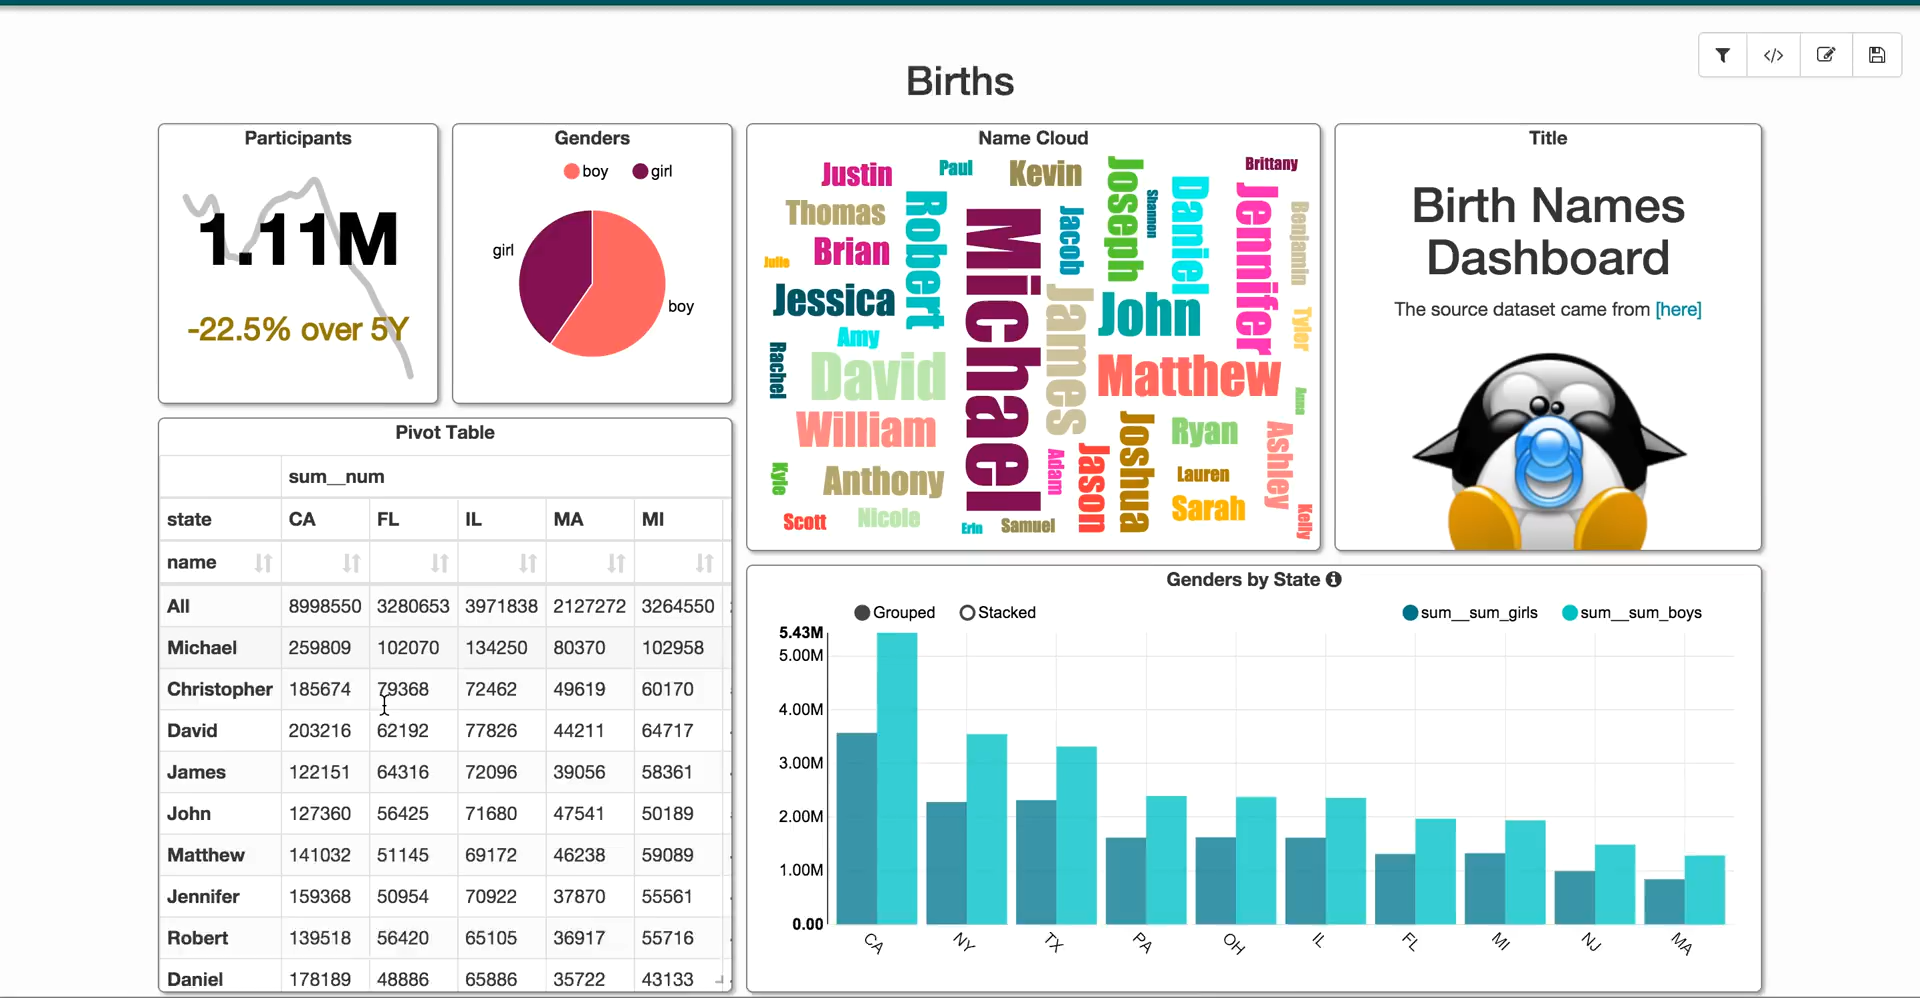 Births
Participants
1.11M
-22.5% over 5Y
Genders
boy
girl
girl
boy
Name Cloud
Justin
Paul
Kevin
Joseph
Shannon
Daniel
Brittany
Jennifer
Benjamin
Thomas
Robert
Michael
Jacob
Brian
Julie
Jessica
James
John
Tyler
Amy
Rachel
David
Matthew
Anna
William
Joshua
Ryan
Ashley
Kyle
Anthony
Adam
Jason
Lauren
Sarah
Kelly
Scott
Nicole
Erin
Samuel
Title
Birth Names
Dashboard
The source dataset came from [here]
Pivot Table
sum__num
state CA FL IL MA MI
name
All 8998550 3280653 3971838 2127272 3264550
Michael 259809 102070 134250 80370 102958
Christopher 185674 79368 72462 49619 60170
David 203216 62192 77826 44211 64717
James 122151 64316 72096 39056 58361
John 127360 56425 71680 47541 50189
Matthew 141032 51145 69172 46238 59089
Jennifer 159368 50954 70922 37870 55561
Robert 139518 56420 65105 36917 55716
Daniel 178189 48886 65886 35722 43133
Genders by State
Grouped Stacked
sum__sum_girls sum__sum_boys
5.43M
5.00M
4.00M
3.00M
2.00M
1.00M
0.00
CA NY TX PA OH IL FL MI NJ MA